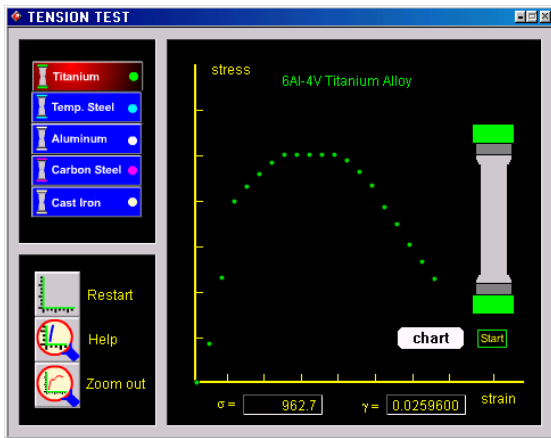 TENSION TEST
Titanium
Temp. Steel
Aluminum
Carbon Steel
Cast Iron
Restart
Help
Zoom out
stress
6Al-4V Titanium Alloy
chart
Start
σ = 962.7
γ = 0.0259600
strain